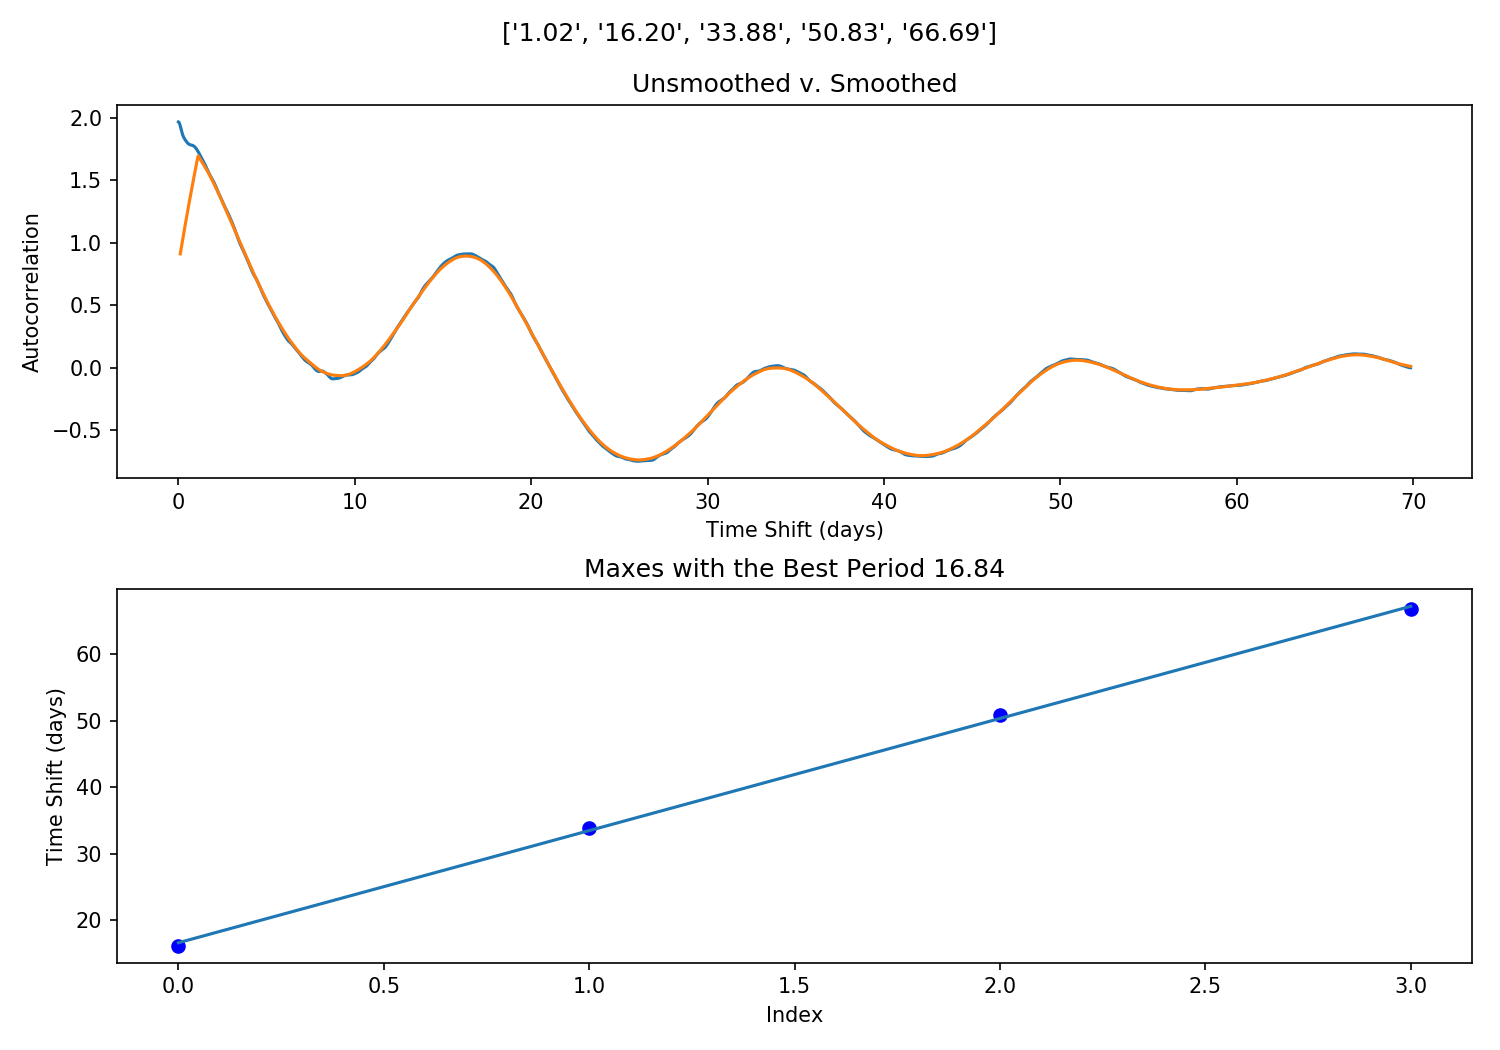 ['1.02', '16.20', '33.88', '50.83', '66.69']
Unsmoothed v. Smoothed
2.0
1.5
1.0
0.5
0.0
−0.5
Autocorrelation
0 10 20 30 40 50 60 70
Time Shift (days)
Maxes with the Best Period 16.84
60
50
40
30
20
Time Shift (days)
0.0 0.5 1.0 1.5 2.0 2.5 3.0
Index